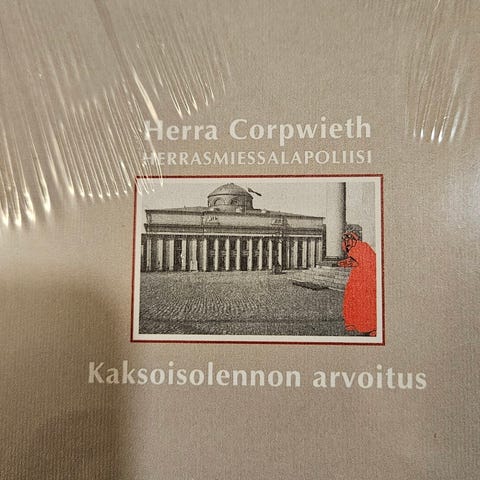 Herra Corpwieth
HERRASMIESSALAPOLIISI
Kaksoisolennon arvoitus